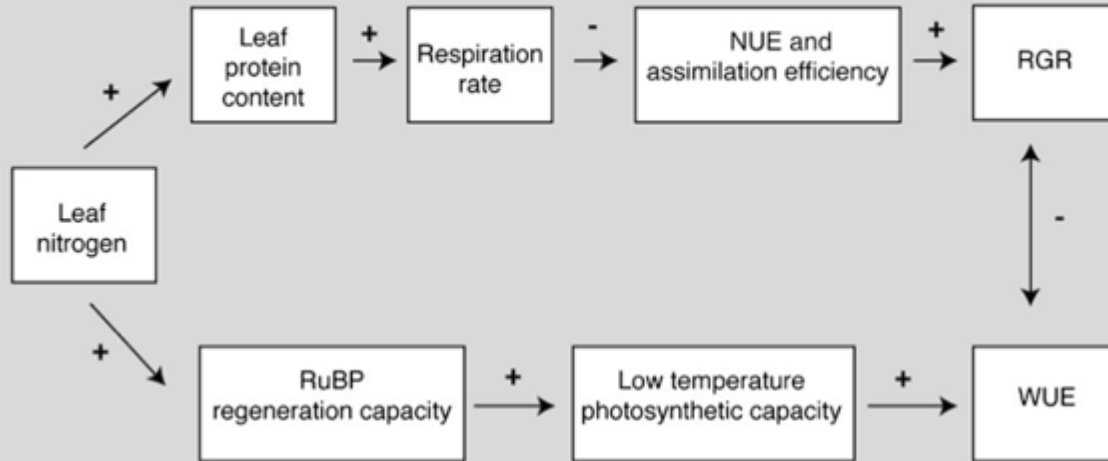 Leaf
protein
content
+
Respiration
rate
-
NUE and
assimilation efficiency
+
RGR
+
Leaf
nitrogen
-
+
RuBP
regeneration capacity
+
Low temperature
photosynthetic capacity
+
WUE